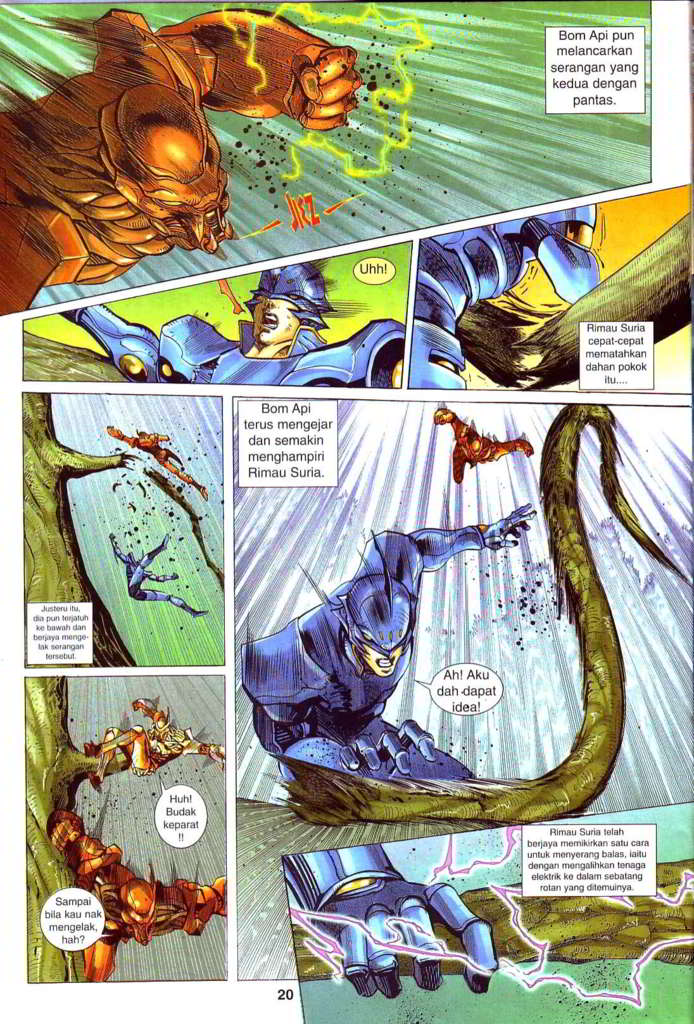 Bom Api pun
melancarkan
serangan yang
kedua dengan
pantas.
JRZ
Uhh!
Rimau Suria
cepat-cepat
mematahkan
dahan pokok
itu....
Justeru itu,
dia pun terjatuh
ke bawah dan
berjaya menge-
lak serangan
tersebut.
Bom Api
terus mengejar
dan semakin
menghampiri
Rimau Suria.
Ah! Aku
dah dapat
idea!
Huh!
Budak
keparat
!!
Sampai
bila kau nak
mengelak,
hah?
Rimau Suria telah
berjaya memikirkan satu cara
untuk menyerang balas, iaitu
dengan mengalihkan tenaga
elektrik ke dalam sebatang
rotan yang ditemuinya.
20